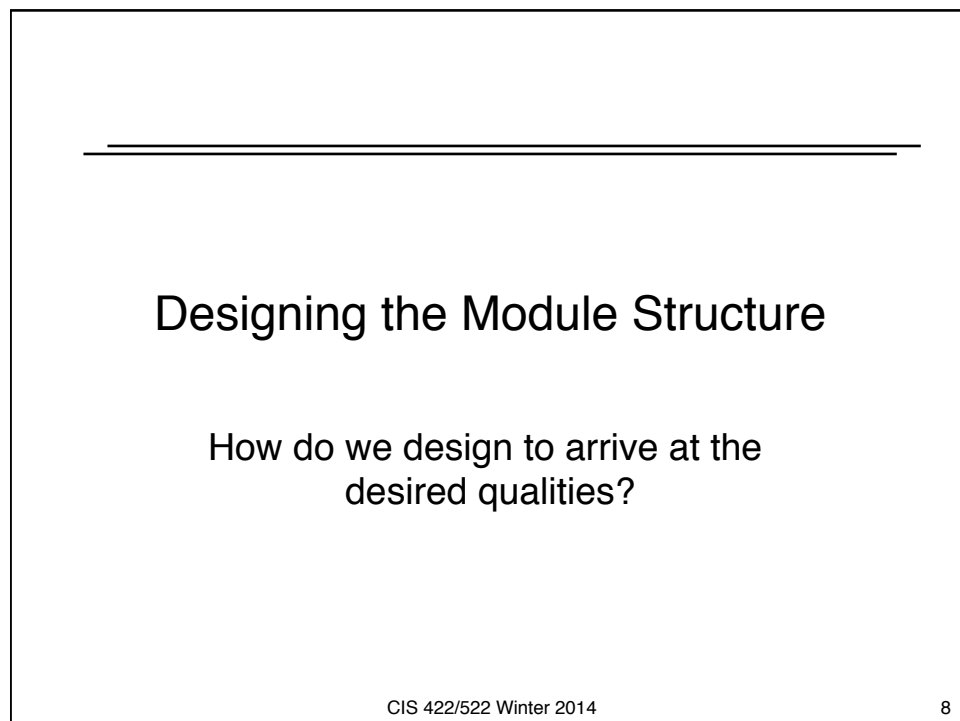 Designing the Module Structure
How do we design to arrive at the
desired qualities?
CIS 422/522 Winter 2014
8